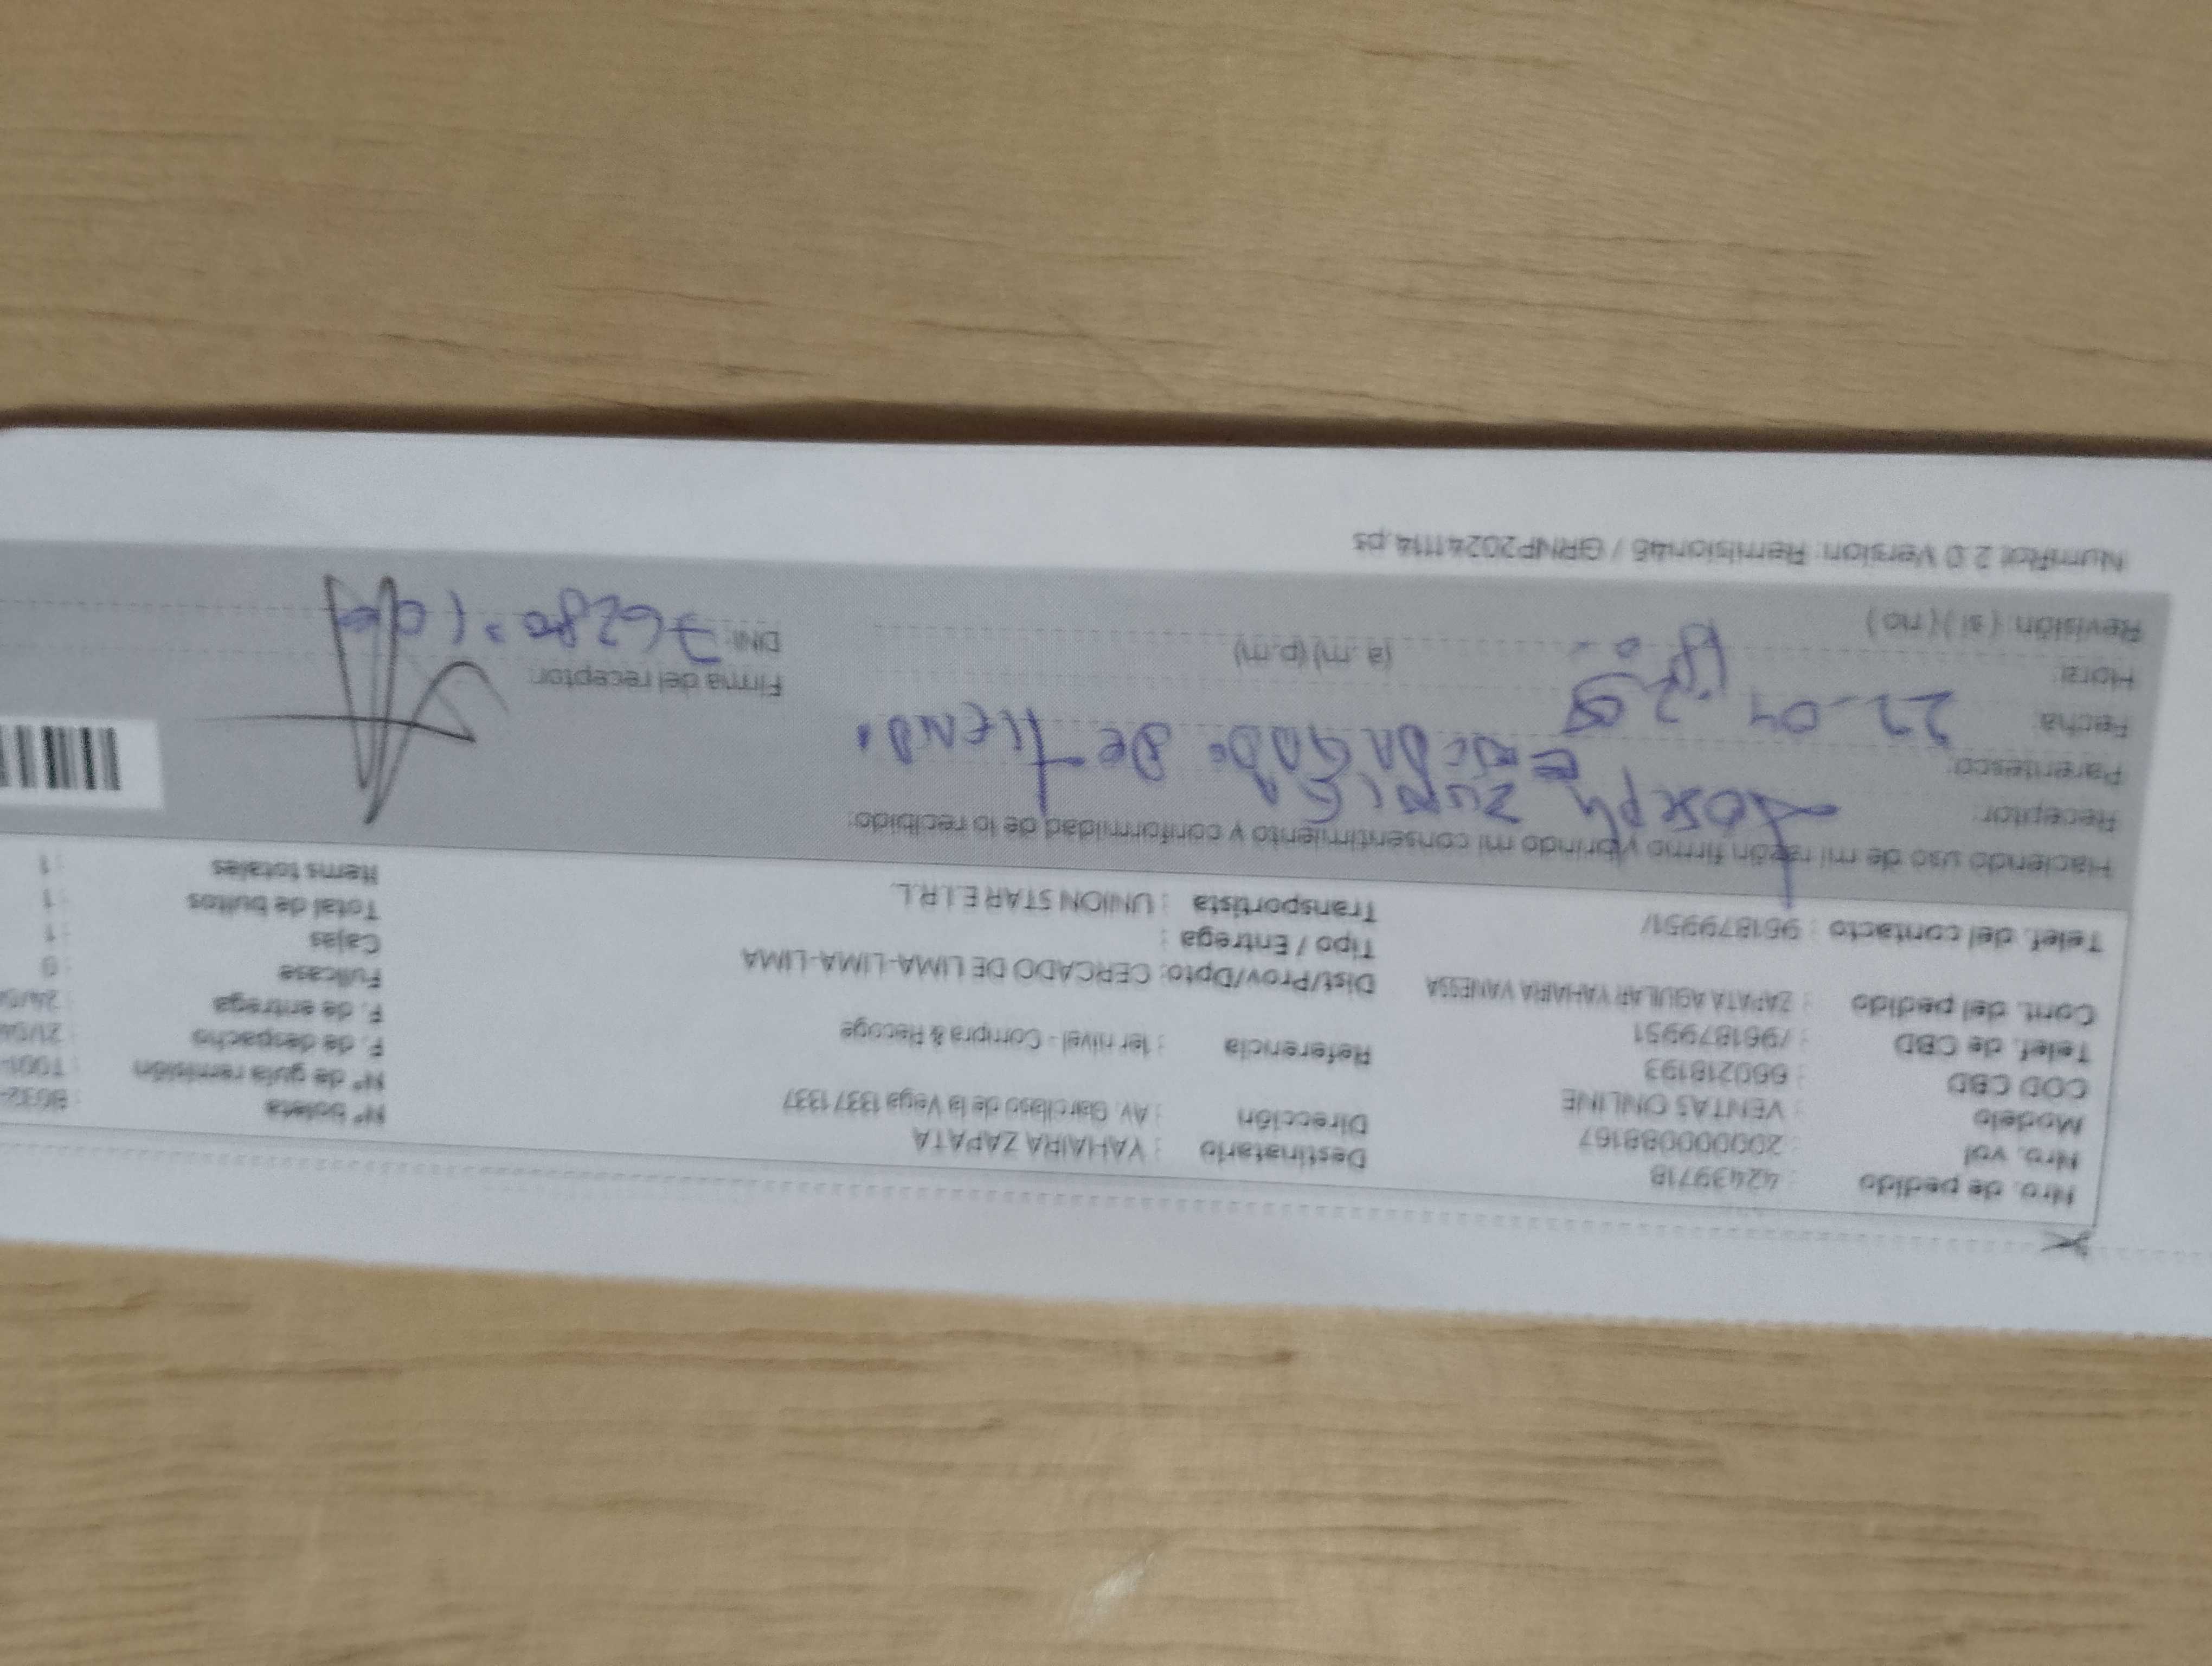 Nro. de pedido : 42439718
Nro. vol : 20000088167
Modelo : VENTAS ONLINE
COD CBD : 660218193
Telef. de CBD : /961879951
Cont. del pedido : ZAPATA AGUILAR YAHAIRA VANESSA
Telef. del contacto : 961879951/
Destinatario : YAHAIRA ZAPATA
Dirección : AV. Garcilaso de la Vega 1337 1337
Referencia : 1er nivel - Compra & Recoge
Dist/Prov/Dpto: CERCADO DE LIMA-LIMA-LIMA
Tipo / Entrega :
Transportista : UNION STAR E.I.R.L.
Nº boleta
Nº de guía remisión
F. de despacho
F. de entrega
Fullcase : 0
Cajas : 1
Total de bultos : 1
Items totales : 1
Haciendo uso de mi razón firmo y brindo mi consentimiento y conformidad de lo recibido:
Receptor: Joseph
Parentesco: De Tienda
Fecha: 22-04
Hora: (a.m) (p.m)
Revisión: (si) (no)
Firma del receptor:
DNI:
NumRot 2.0 Version: Remision46 / GRNP20241114.ps